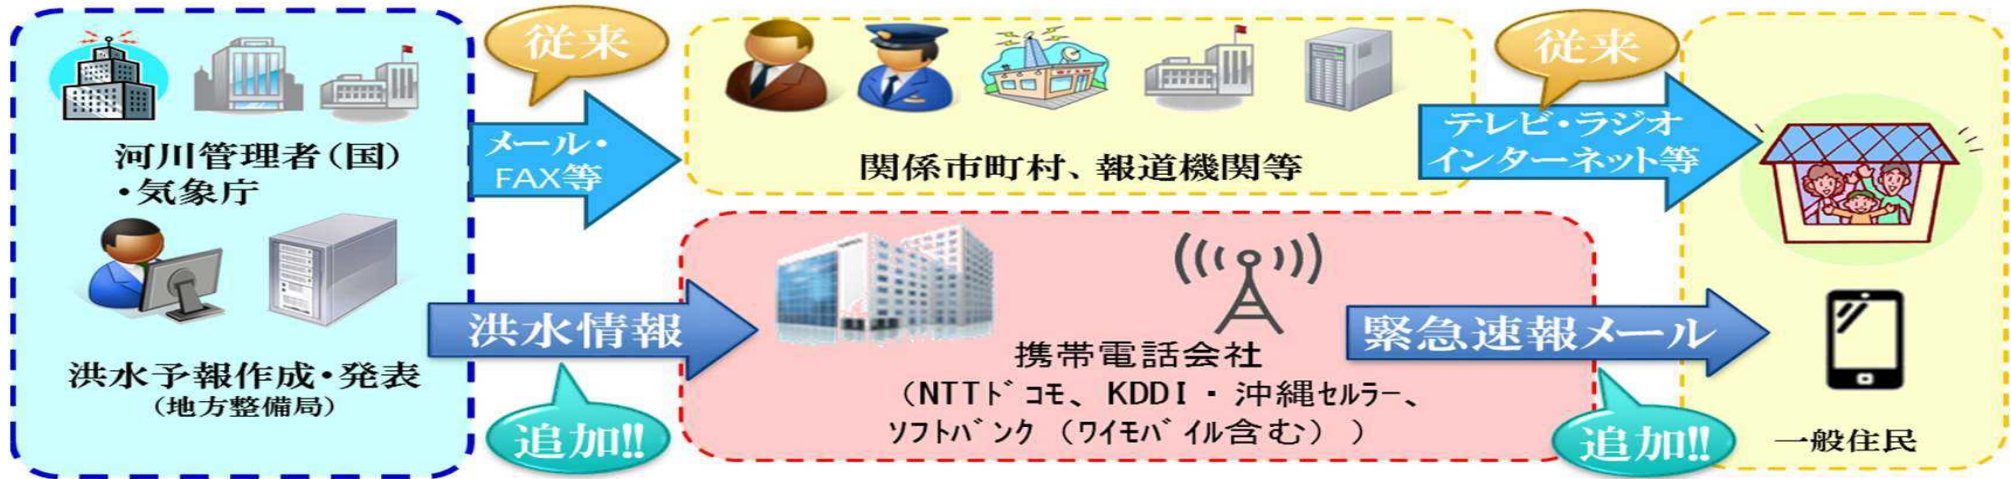 河川管理者（国）
・気象庁
洪水予報作成・発表
（地方整備局）
従来
メール・
FAX等
関係市町村、報道機関等
従来
テレビ・ラジオ
インターネット等
洪水情報
追加!!
携帯電話会社
（NTTﾄﾞｺﾓ、KDDI・沖縄ｾﾙﾗｰ、
ｿﾌﾄﾊﾞﾝｸ（ﾜｲﾓﾊﾞｲﾙ含む））
緊急速報メール
追加!!
一般住民